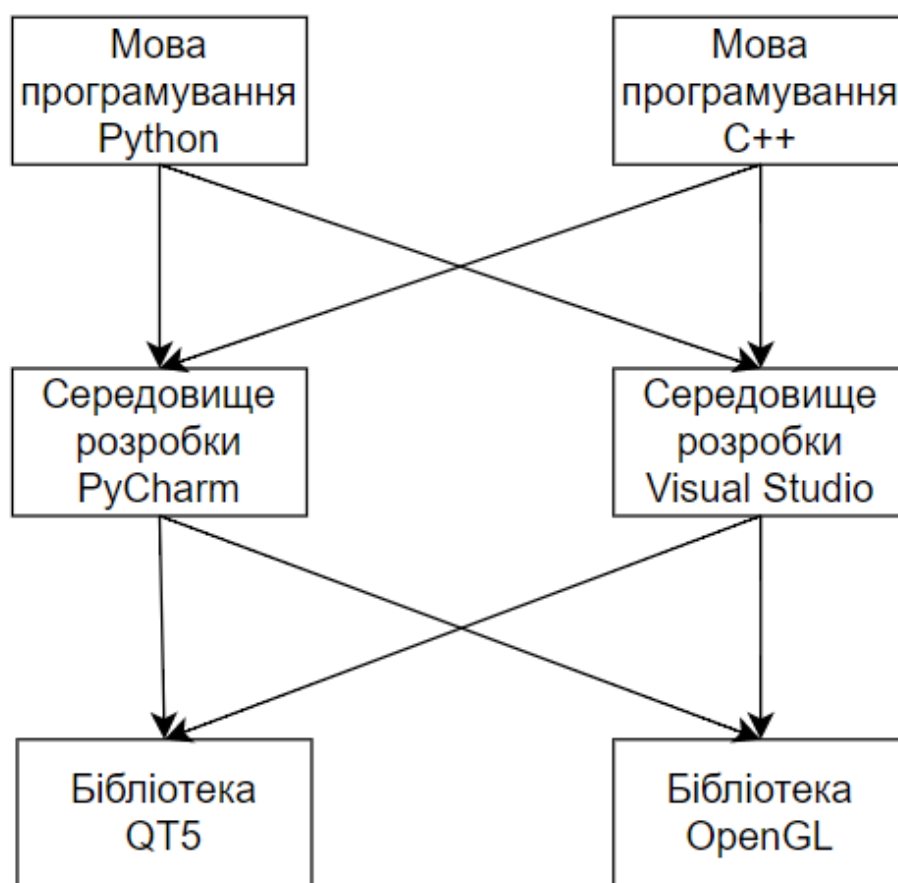 Мова
програмування
Python
Мова
програмування
C++
Середовище
розробки
PyCharm
Середовище
розробки
Visual Studio
Бібліотека
QT5
Бібліотека
OpenGL